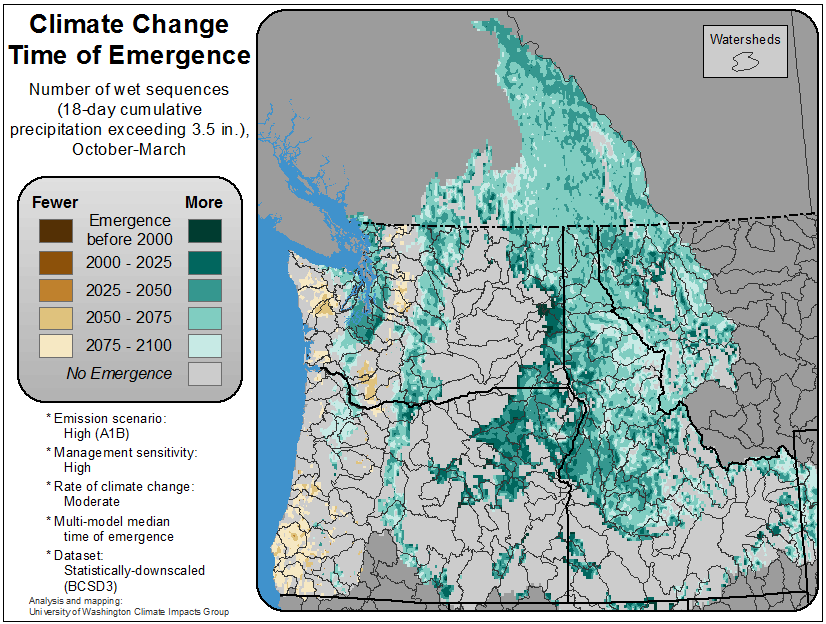 Climate Change
Time of Emergence
Number of wet sequences
(18-day cumulative
precipitation exceeding 3.5 in.),
October-March
Fewer
More
Emergence
before 2000
2000 - 2025
2025 - 2050
2050 - 2075
2075 - 2100
No Emergence
* Emission scenario:
High (A1B)
* Management sensitivity:
High
* Rate of climate change:
Moderate
* Multi-model median
time of emergence
* Dataset:
Statistically-downscaled
(BCSD3)
Analysis and mapping:
University of Washington Climate Impacts Group
Watersheds